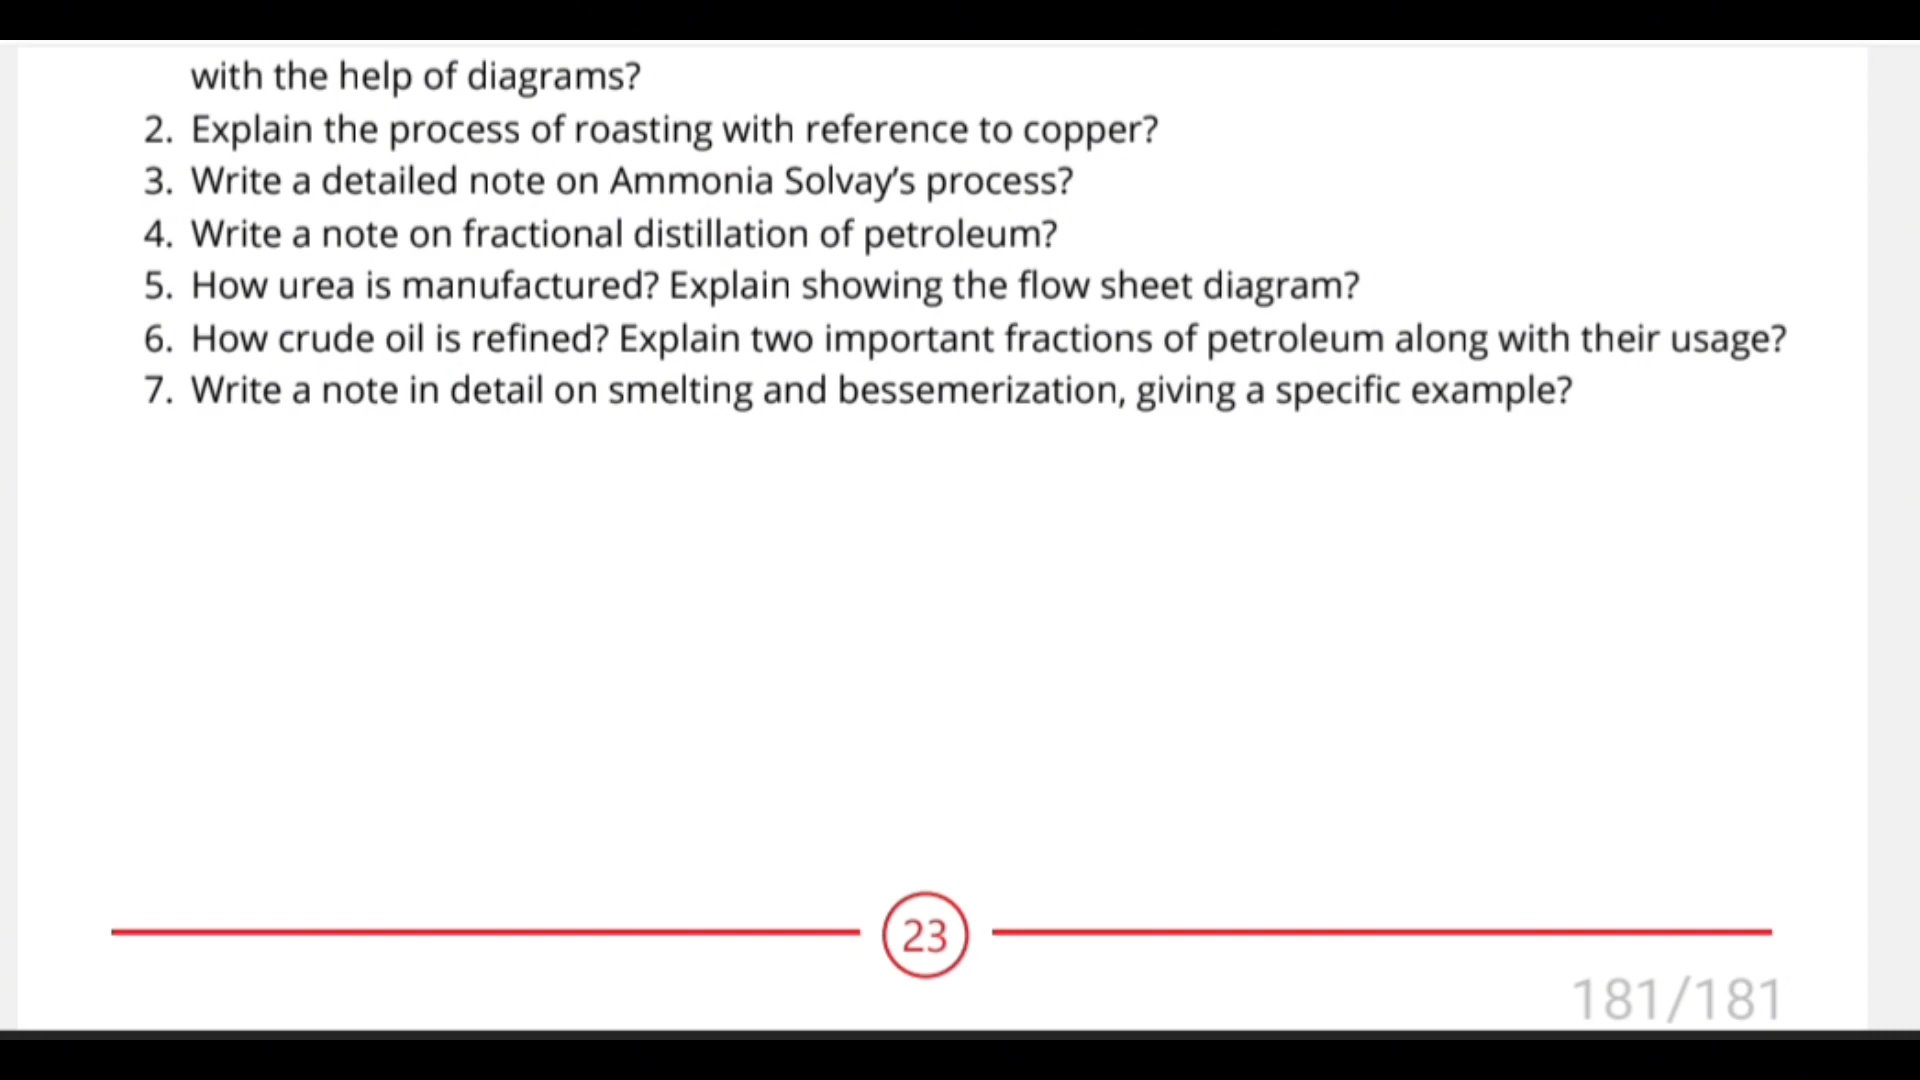 with the help of diagrams?
2. Explain the process of roasting with reference to copper?
3. Write a detailed note on Ammonia Solvay’s process?
4. Write a note on fractional distillation of petroleum?
5. How urea is manufactured? Explain showing the flow sheet diagram?
6. How crude oil is refined? Explain two important fractions of petroleum along with their usage?
7. Write a note in detail on smelting and bessemerization, giving a specific example?
23
181/181